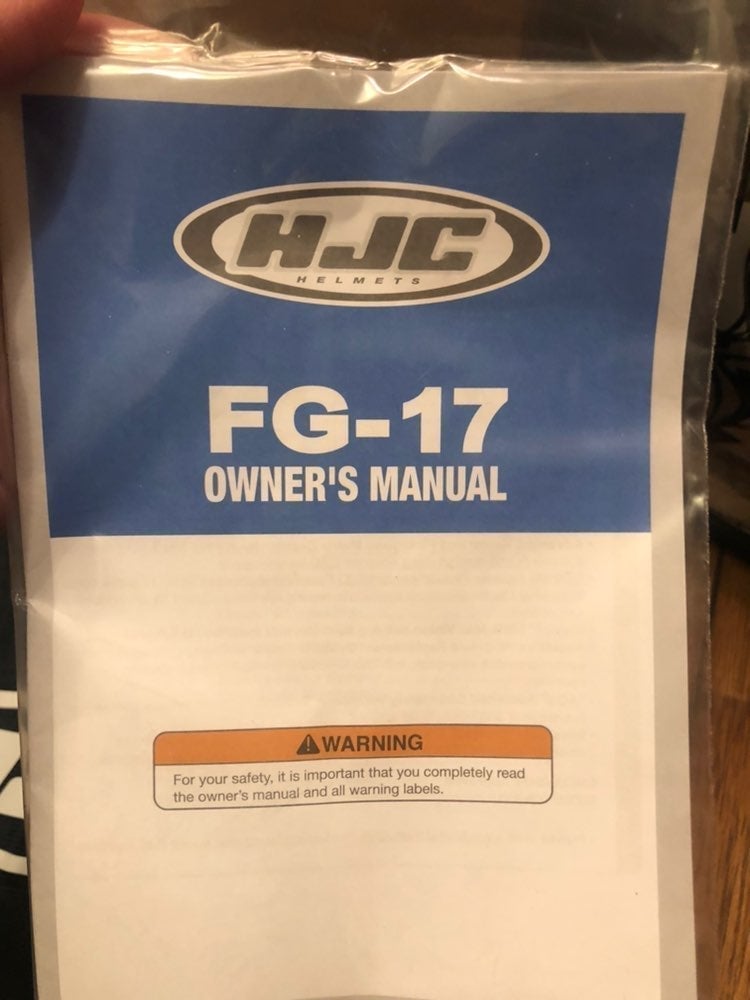 HJC
HELMETS
FG-17
OWNER'S MANUAL
WARNING
For your safety, it is important that you completely read
the owner's manual and all warning labels.